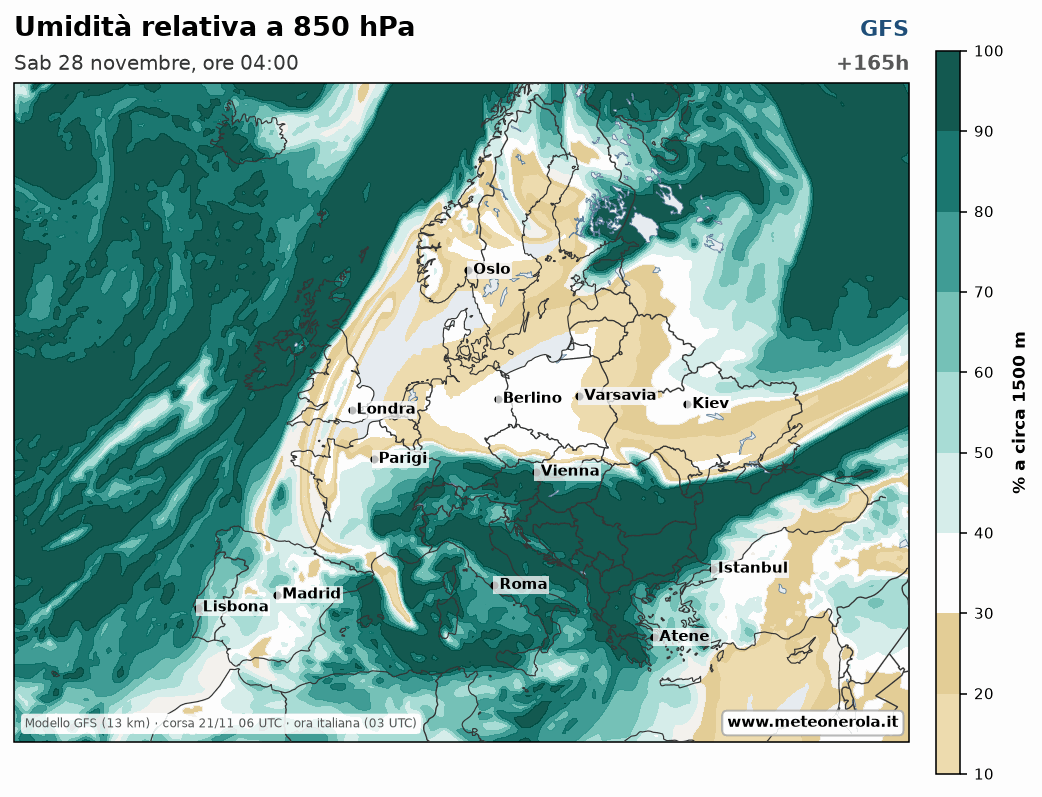 Umidità relativa a 850 hPa
GFS
Sab 28 novembre, ore 04:00
+165h
100
90
80
70
60
50
40
30
20
10
% a circa 1500 m
Oslo
Londra
Berlino
Varsavia
Kiev
Parigi
Vienna
Istanbul
Roma
Madrid
Lisbona
Atene
Modello GFS (13 km) · corsa 21/11 06 UTC · ora italiana (03 UTC)
www.meteonerola.it